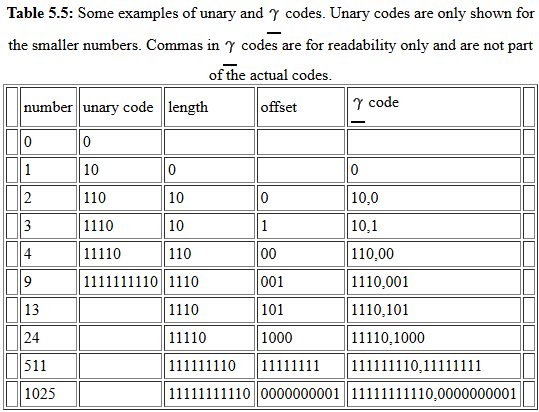 Table 5.5: Some examples of unary and γ codes. Unary codes are only shown for
the smaller numbers. Commas in γ codes are for readability only and are not part
of the actual codes.
number unary code length offset γ code
0 0
1 10 0 0
2 110 10 0 10,0
3 1110 10 1 10,1
4 11110 110 00 110,00
9 1111111110 1110 001 1110,001
13 1110 101 1110,101
24 11110 1000 11110,1000
511 111111110 11111111 111111110,11111111
1025 11111111110 0000000001 11111111110,0000000001